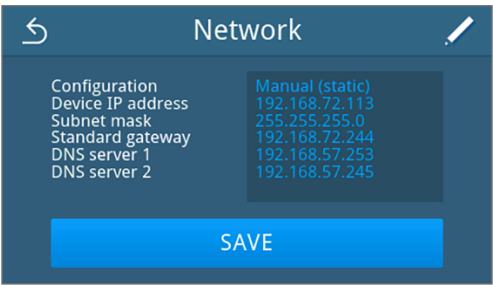 Network
Configuration Manual (static)
Device IP address 192.168.72.113
Subnet mask 255.255.255.0
Standard gateway 192.168.72.244
DNS server 1 192.168.57.253
DNS server 2 192.168.57.245
SAVE